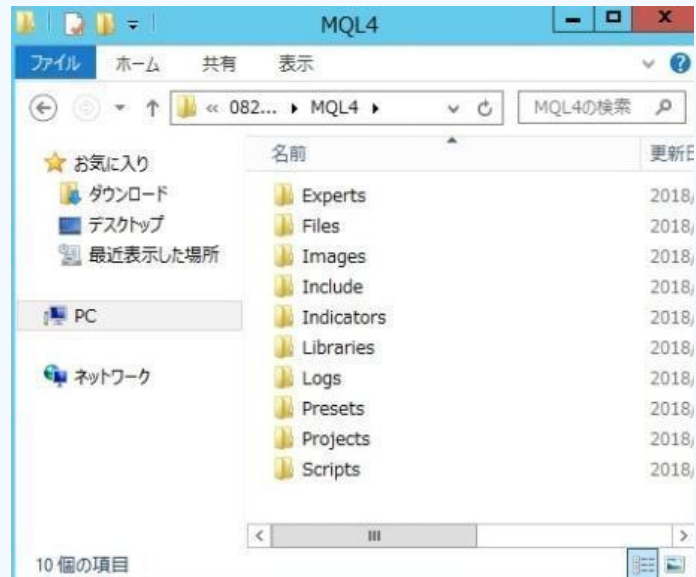 MQL4
ファイル ホーム 共有 表示
« 082... ▸ MQL4 ▸ MQL4の検索
お気に入り
ダウンロード
デスクトップ
最近表示した場所
PC
ネットワーク
名前 更新日
Experts 2018/
Files 2018/
Images 2018/
Include 2018/
Indicators 2018/
Libraries 2018/
Logs 2018/
Presets 2018/
Projects 2018/
Scripts 2018/
10 個の項目